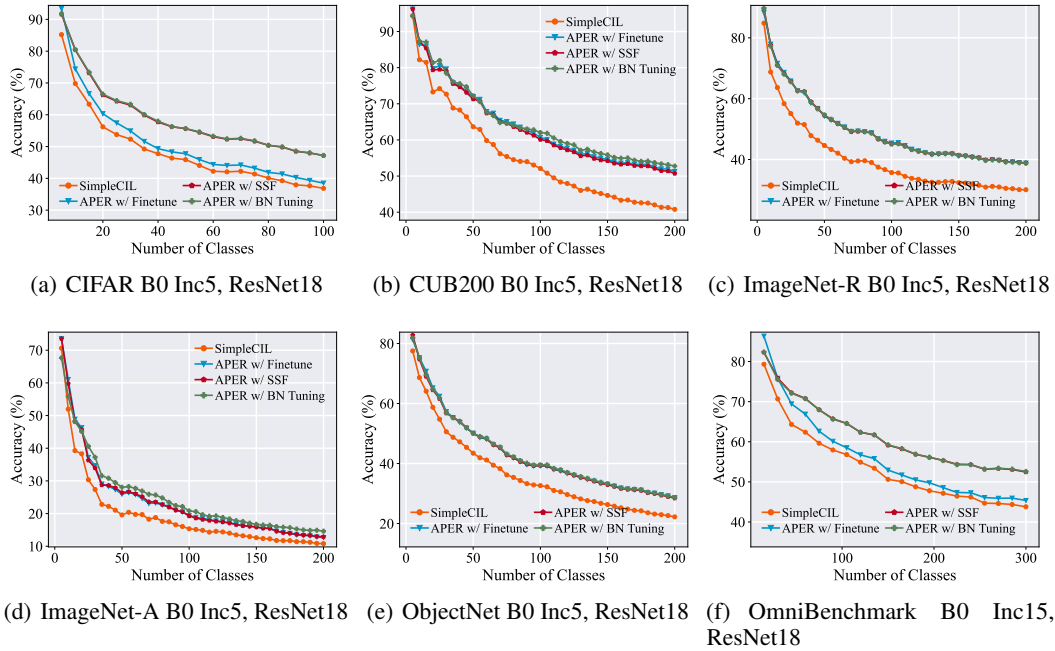 90
80
70
60
50
40
30
Accuracy (%)
SimpleCIL
APER w/ Finetune
APER w/ SSF
APER w/ BN Tuning
20 40 60 80 100
Number of Classes
(a) CIFAR B0 Inc5, ResNet18
90
80
70
60
50
40
Accuracy (%)
SimpleCIL
APER w/ Finetune
APER w/ SSF
APER w/ BN Tuning
0 50 100 150 200
Number of Classes
(b) CUB200 B0 Inc5, ResNet18
80
60
40
Accuracy (%)
SimpleCIL
APER w/ Finetune
APER w/ SSF
APER w/ BN Tuning
0 50 100 150 200
Number of Classes
(c) ImageNet-R B0 Inc5, ResNet18
70
60
50
40
30
20
10
Accuracy (%)
SimpleCIL
APER w/ Finetune
APER w/ SSF
APER w/ BN Tuning
0 50 100 150 200
Number of Classes
(d) ImageNet-A B0 Inc5, ResNet18
80
60
40
20
Accuracy (%)
SimpleCIL
APER w/ Finetune
APER w/ SSF
APER w/ BN Tuning
0 50 100 150 200
Number of Classes
(e) ObjectNet B0 Inc5, ResNet18
80
70
60
50
40
Accuracy (%)
SimpleCIL
APER w/ Finetune
APER w/ SSF
APER w/ BN Tuning
100 200 300
Number of Classes
(f) OmniBenchmark B0 Inc15,
ResNet18